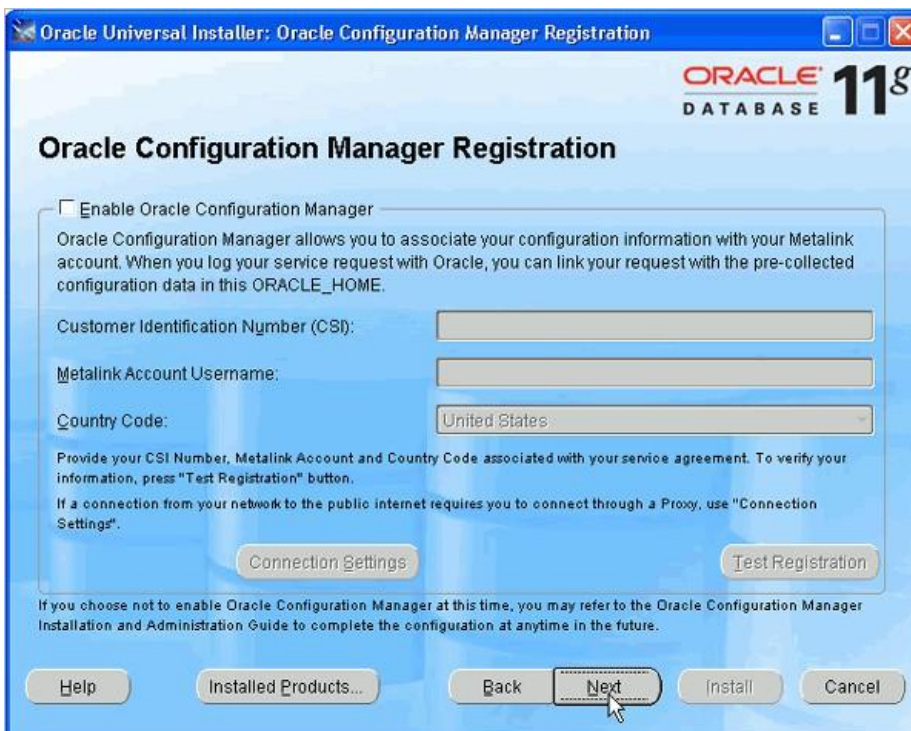 Oracle Universal Installer: Oracle Configuration Manager Registration
ORACLE
DATABASE 11g
Oracle Configuration Manager Registration
Enable Oracle Configuration Manager
Oracle Configuration Manager allows you to associate your configuration information with your Metalink
account. When you log your service request with Oracle, you can link your request with the pre-collected
configuration data in this ORACLE_HOME.
Customer Identification Number (CSI):
Metalink Account Username:
Country Code:
United States
Provide your CSI Number, Metalink Account and Country Code associated with your service agreement. To verify your
information, press "Test Registration" button.
If a connection from your network to the public internet requires you to connect through a Proxy, use "Connection
Settings".
Connection Settings
Test Registration
If you choose not to enable Oracle Configuration Manager at this time, you may refer to the Oracle Configuration Manager
Installation and Administration Guide to complete the configuration at anytime in the future.
Help
Installed Products...
Back
Next
Install
Cancel